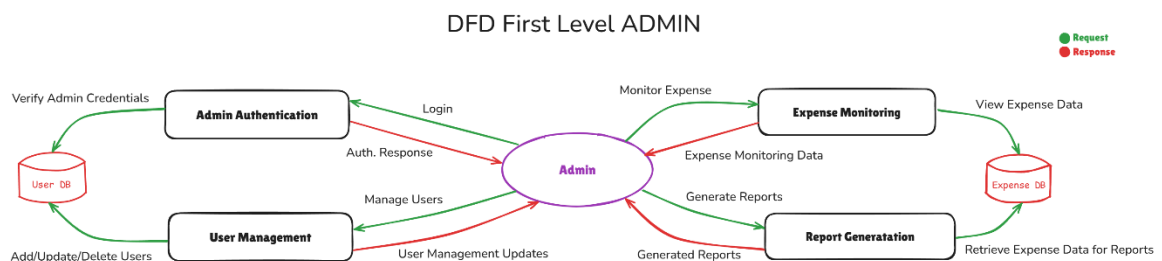 DFD First Level ADMIN
Request
Response
Verify Admin Credentials
Admin Authentication
Login
Auth. Response
Monitor Expense
Expense Monitoring
View Expense Data
Expense Monitoring Data
User DB
Admin
Expense DB
Manage Users
Generate Reports
User Management
Report Generatation
Add/Update/Delete Users
User Management Updates
Generated Reports
Retrieve Expense Data for Reports